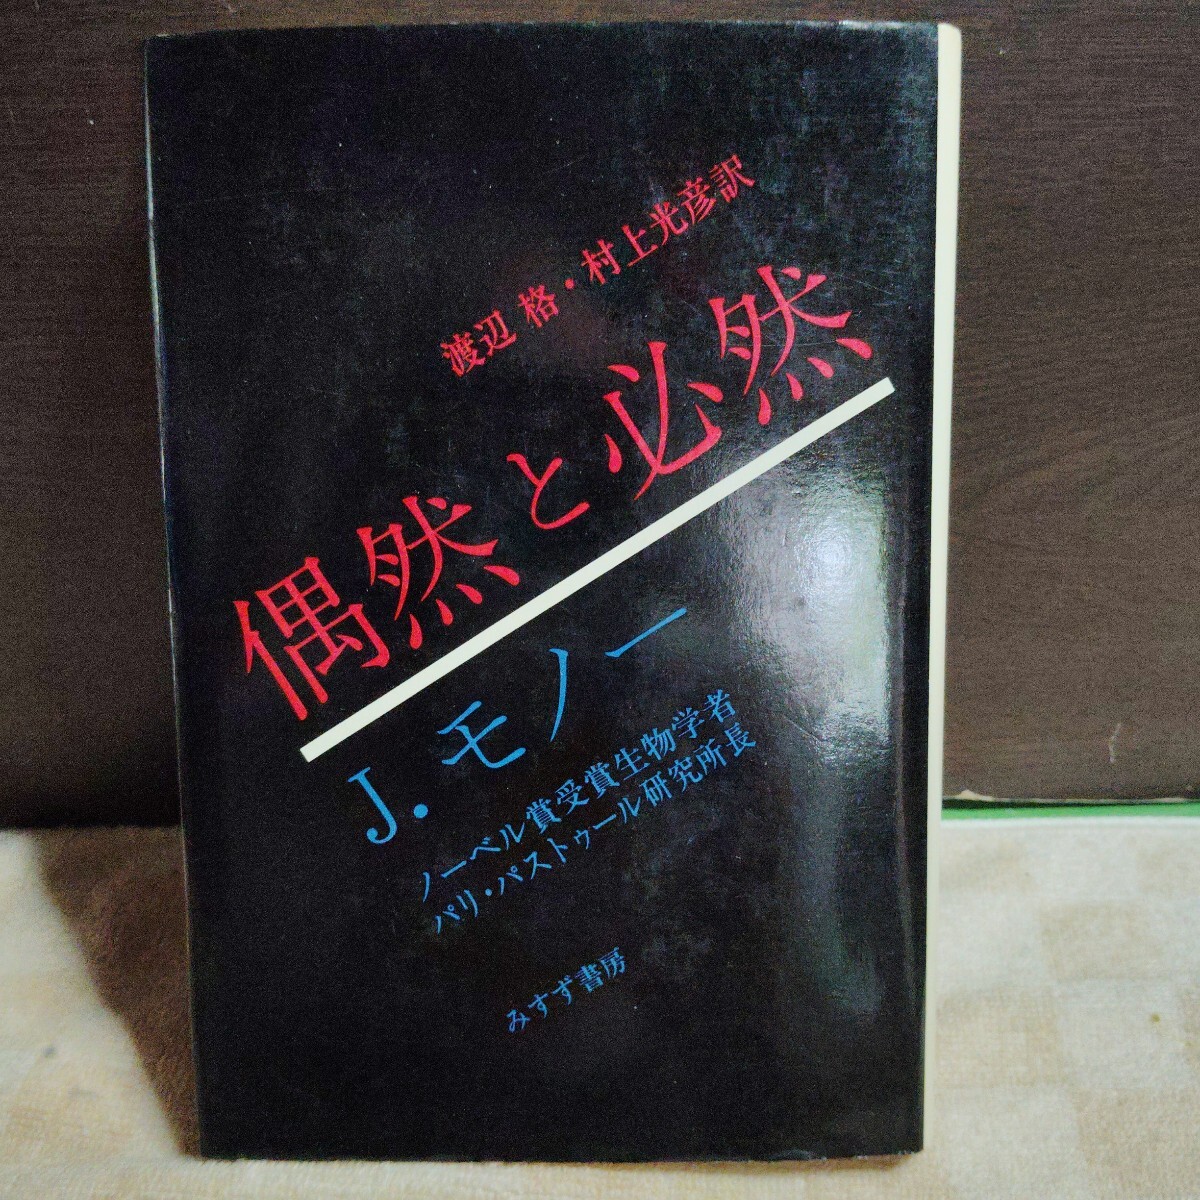 渡辺 格・村上光彦訳
偶然と必然
J. モノー
ノーベル賞受賞生物学者
パリ・パストゥール研究所長
みすず書房